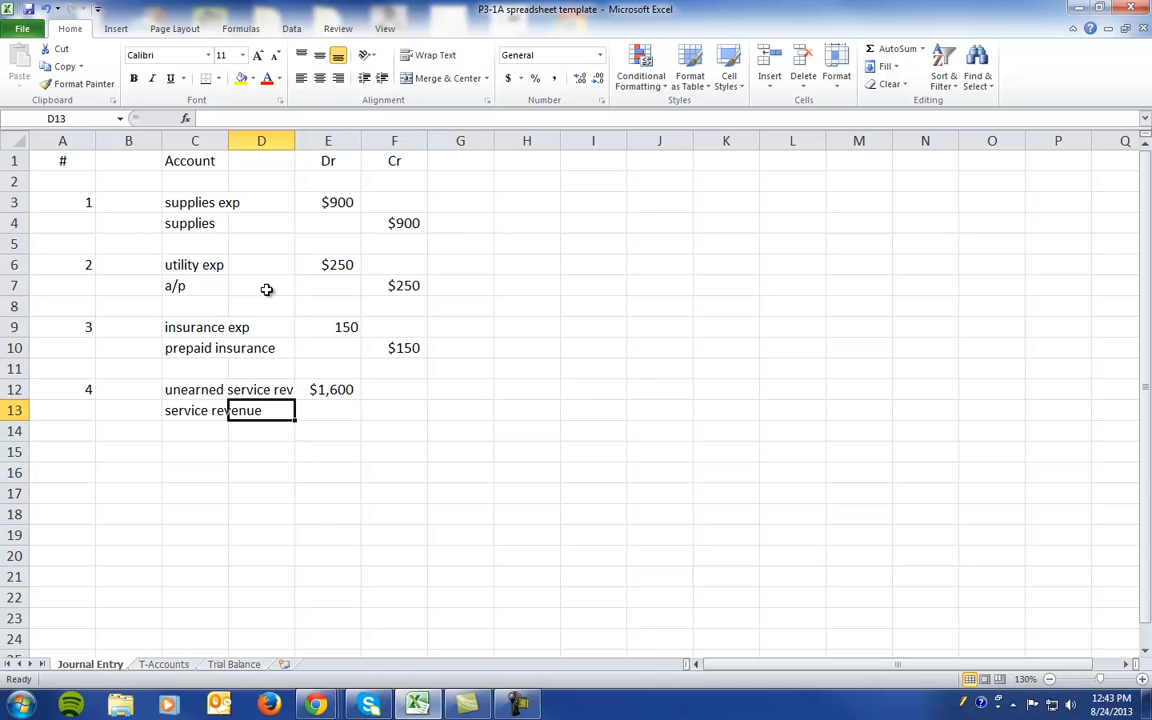 P3-1A spreadsheet template - Microsoft Excel
File Home Insert Page Layout Formulas Data Review View
Paste Cut Copy Format Painter Clipboard
Calibri 11 A A B I U A Font
Wrap Text Merge & Center Alignment
General $ % , .0 .00 .00 .0 Number
Conditional Formatting Format as Table Cell Styles Styles
Insert Delete Format Cells
AutoSum Fill Clear Sort & Filter Find & Select Editing
D13 fx
A B C D E F G H I J K L M N O P Q
1 # Account Dr Cr
2
3 1 supplies exp $900
4 supplies $900
5
6 2 utility exp $250
7 a/p $250
8
9 3 insurance exp 150
10 prepaid insurance $150
11
12 4 unearned service rev $1,600
13 service revenue
14
15
16
17
18
19
20
21
22
23
24
Journal Entry T-Accounts Trial Balance
Ready 130%
12:43 PM
8/24/2013